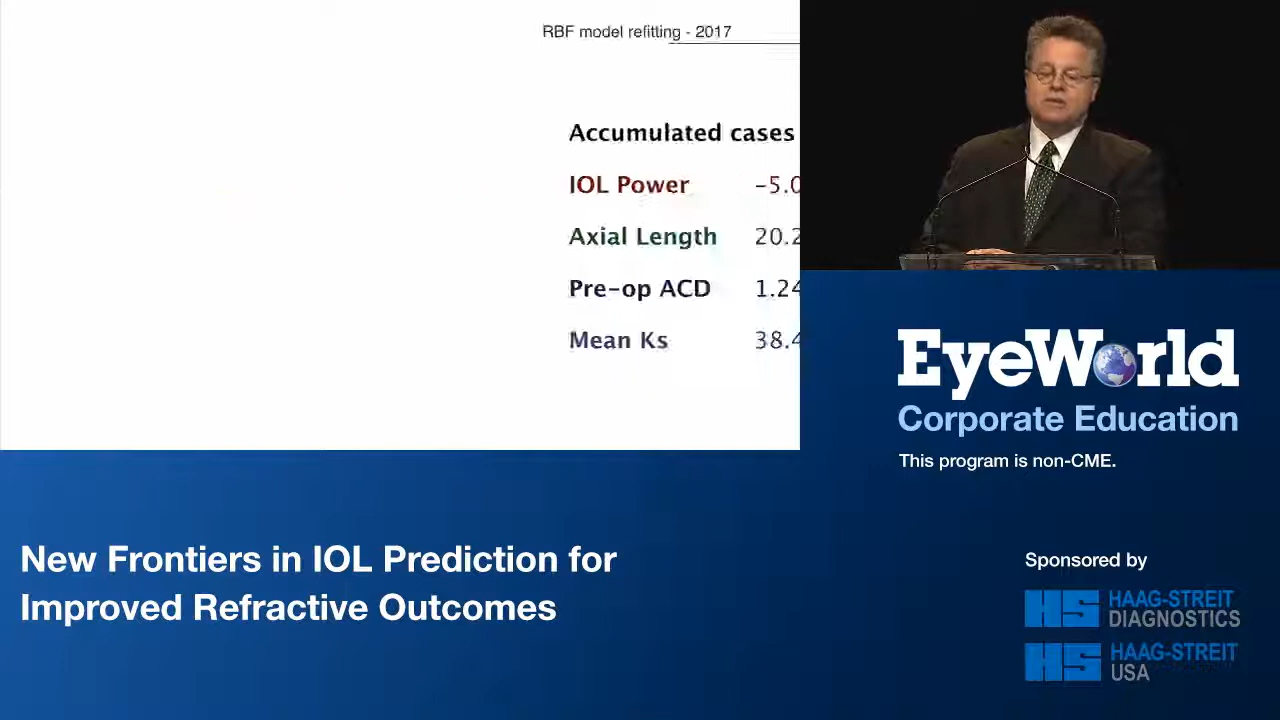 RBF model refitting - 2017
Accumulated cases
IOL Power -5.0
Axial Length 20.2
Pre-op ACD 1.24
Mean Ks 38.4
EyeWorld
Corporate Education
This program is non-CME.
New Frontiers in IOL Prediction for
Improved Refractive Outcomes
Sponsored by
HS HAAG-STREIT
DIAGNOSTICS
HS HAAG-STREIT
USA